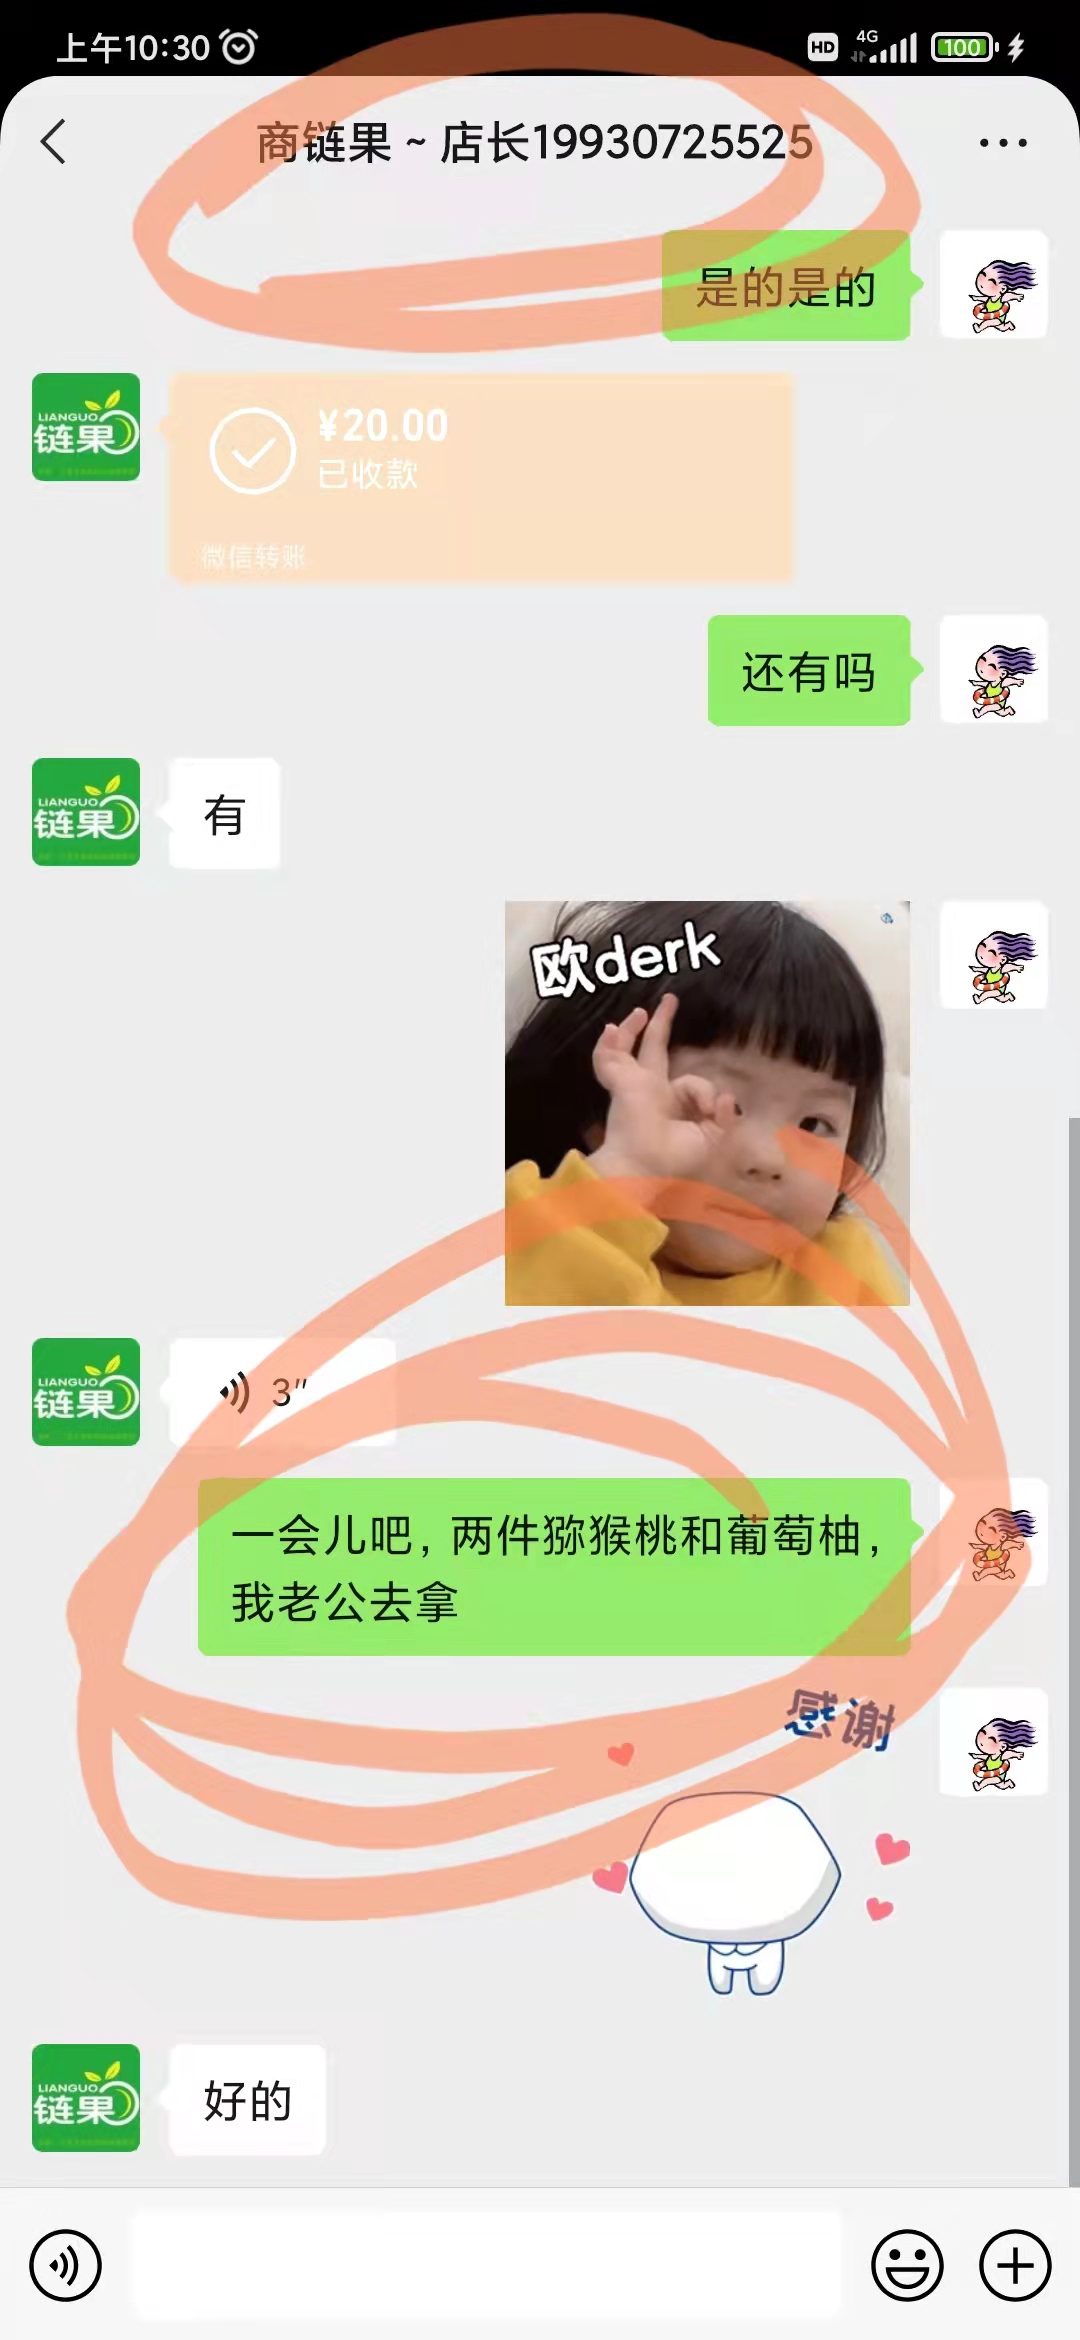 上午10:30
HD
4G
100
商链果 ~ 店长19930725525
是的是的
LIANGUO
链果
¥20.00
已收款
微信转账
还有吗
LIANGUO
链果
有
欧derk
LIANGUO
链果
3"
一会儿吧，两件猕猴桃和葡萄柚，
我老公去拿
感谢
LIANGUO
链果
好的